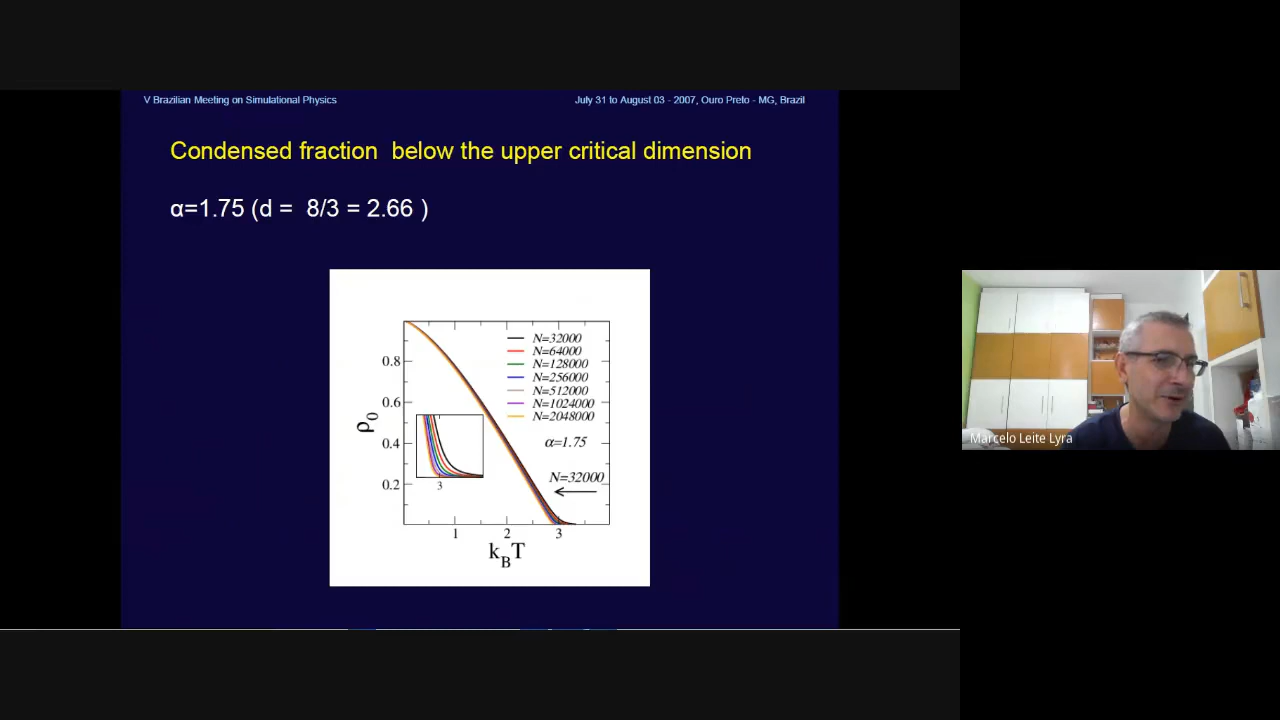 V Brazilian Meeting on Simulational Physics
July 31 to August 03 - 2007, Ouro Preto - MG, Brazil
Condensed fraction below the upper critical dimension
α=1.75 (d = 8/3 = 2.66 )
N=32000
N=64000
N=128000
N=256000
N=512000
N=1024000
N=2048000
α=1.75
N=32000
0.8
0.6
0.4
0.2
ρ0
3
1 2 3
kBT
Marcelo Leite Lyra